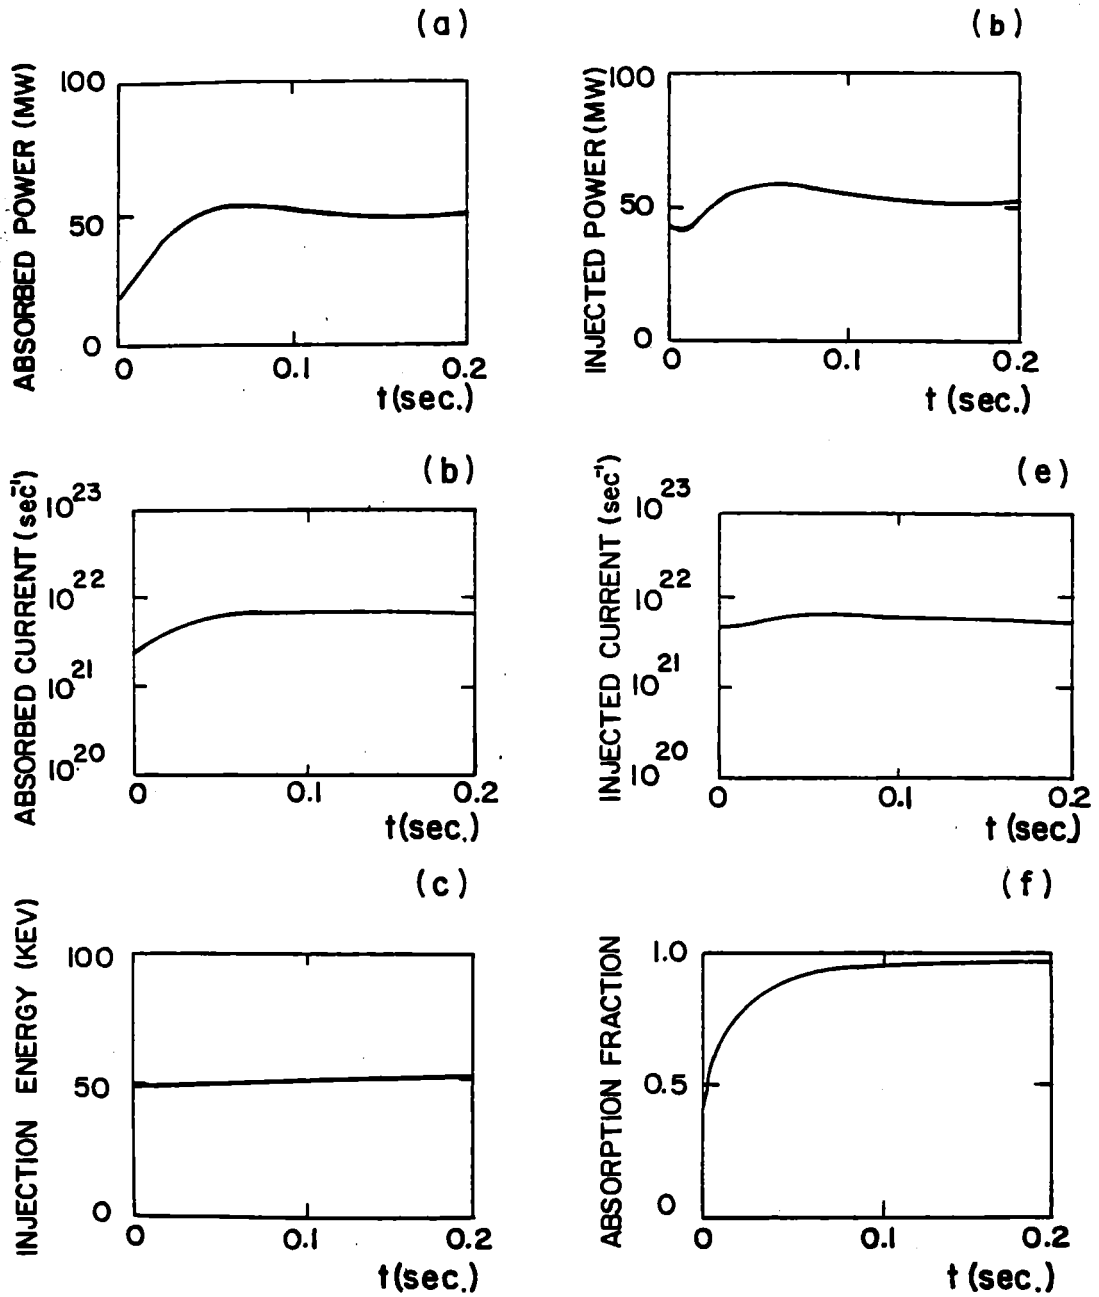 (a)
ABSORBED POWER (MW)
100
50
0
0 0.1 0.2
t(sec.)
(b)
INJECTED POWER(MW)
100
50
0
0 0.1 0.2
t (sec.)
(b)
ABSORBED CURRENT (sec⁻¹)
10²³
10²²
10²¹
10²⁰
0 0.1 0.2
t(sec.)
(e)
INJECTED CURRENT (sec⁻¹)
10²³
10²²
10²¹
10²⁰
0 0.1 0.2
t (sec.)
(c)
INJECTION ENERGY (KEV)
100
50
0
0 0.1 0.2
t(sec.)
(f)
ABSORPTION FRACTION
1.0
0.5
0
0 0.1 0.2
t (sec.)